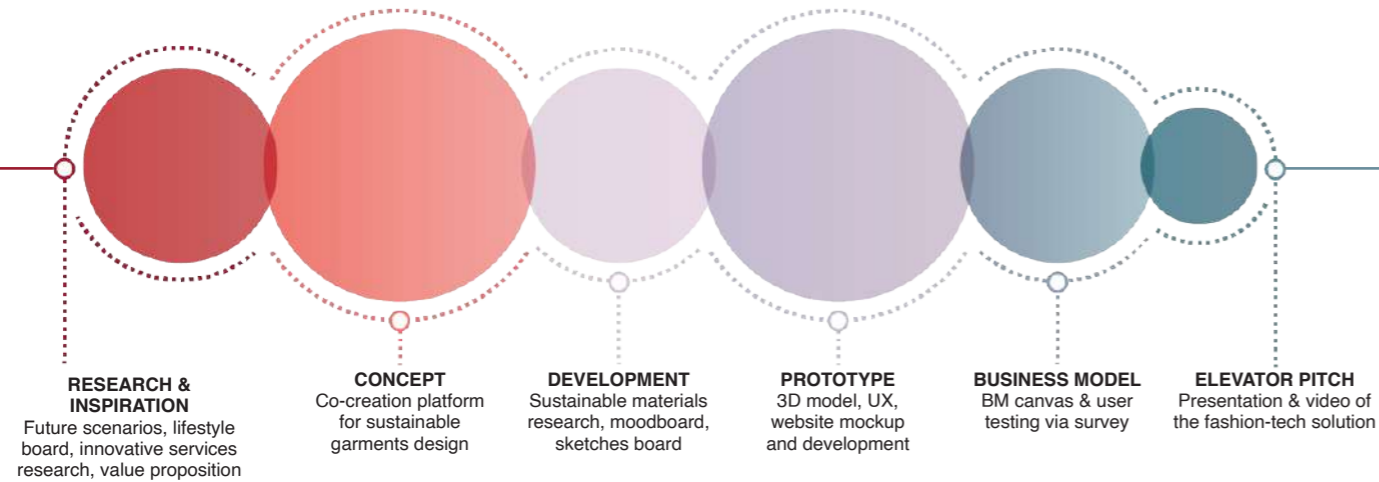 RESEARCH &
INSPIRATION
Future scenarios, lifestyle
board, innovative services
research, value proposition
CONCEPT
Co-creation platform
for sustainable
garments design
DEVELOPMENT
Sustainable materials
research, moodboard,
sketches board
PROTOTYPE
3D model, UX,
website mockup
and development
BUSINESS MODEL
BM canvas & user
testing via survey
ELEVATOR PITCH
Presentation & video of
the fashion-tech solution